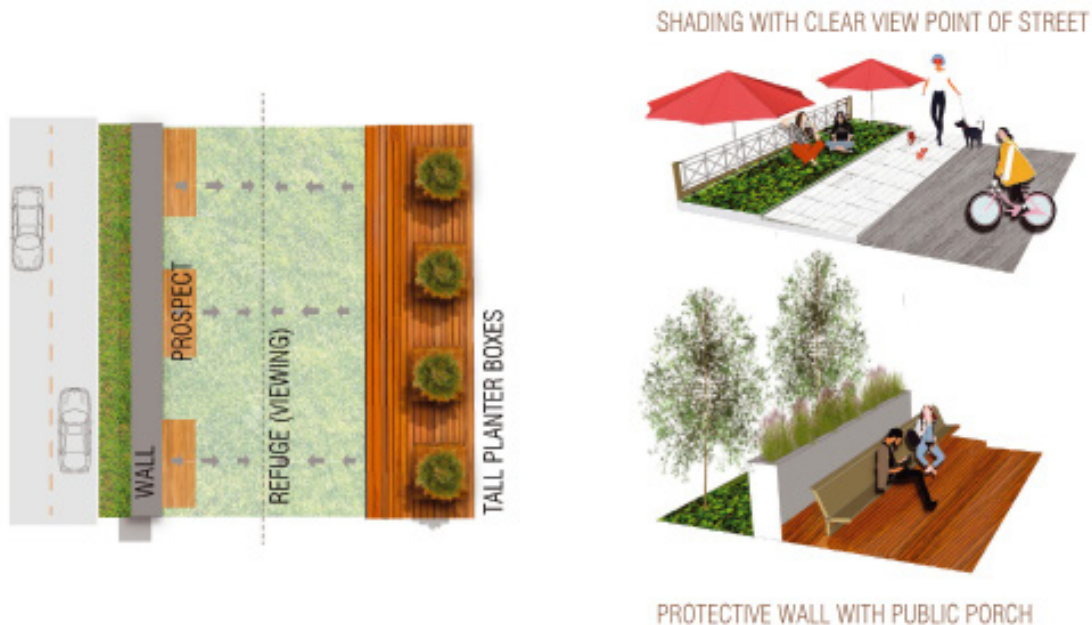 SHADING WITH CLEAR VIEW POINT OF STREET
WALL
PROSPECT
REFUGE (VIEWING)
TALL PLANTER BOXES
PROTECTIVE WALL WITH PUBLIC PORCH